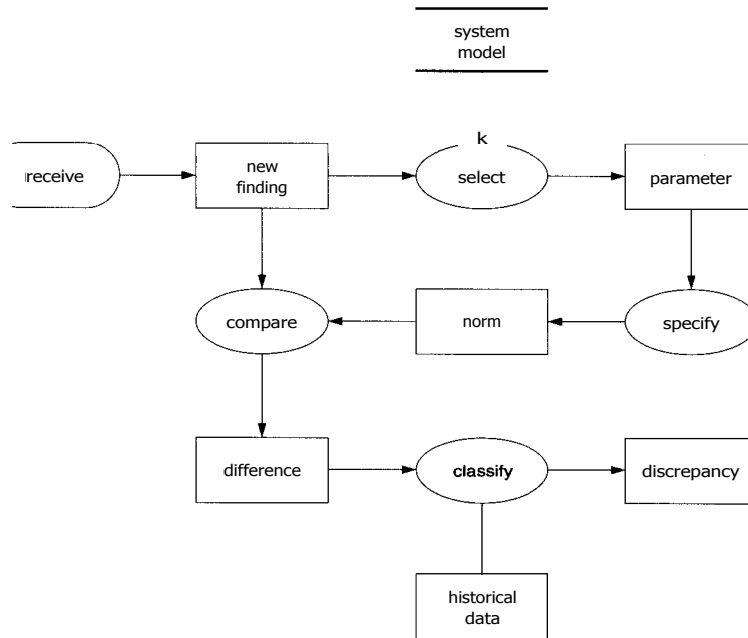 system
model
k
receive
new
finding
select
parameter
compare
norm
specify
difference
classify
discrepancy
historical
data